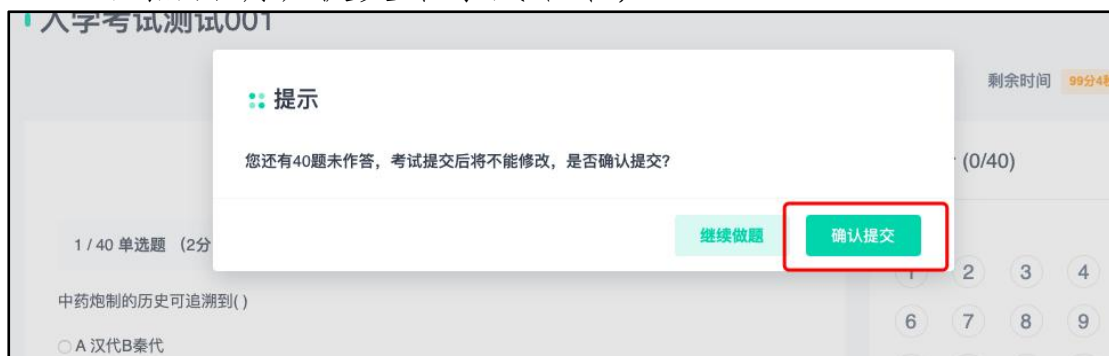 入学考试测试001
剩余时间 99分4
提示
您还有40题未作答，考试提交后将不能修改，是否确认提交?
(0/40)
继续做题 确认提交
1 / 40 单选题 （2分
1 2 3 4
中药炮制的历史可追溯到( )
6 7 8 9
A 汉代B秦代